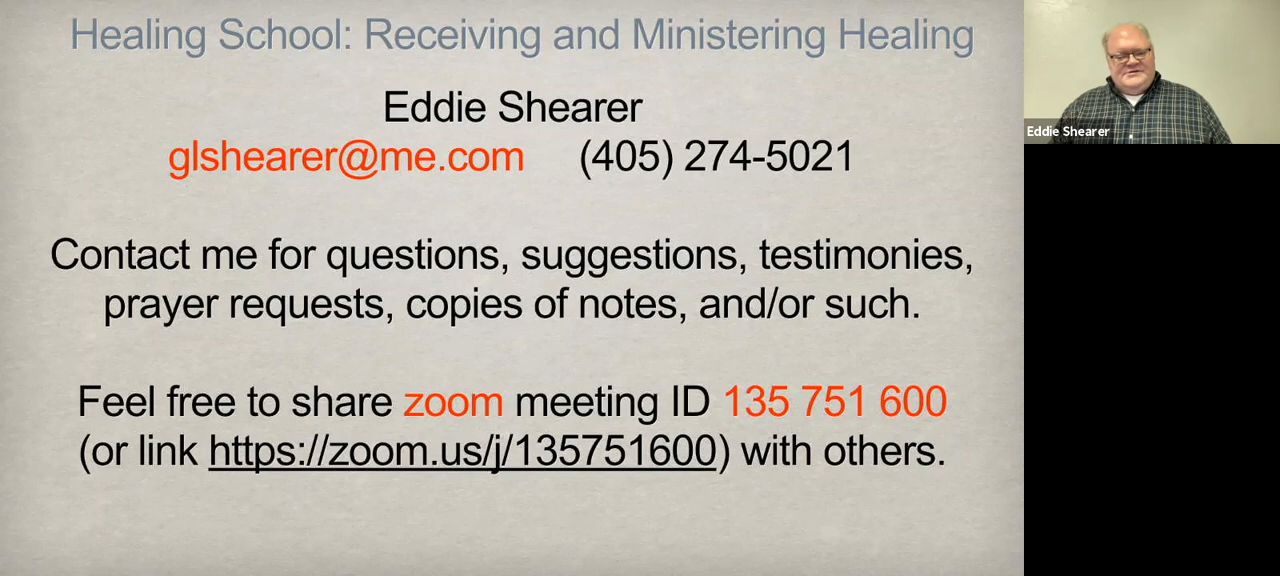 Healing School: Receiving and Ministering Healing
Eddie Shearer
glshearer@me.com (405) 274-5021
Contact me for questions, suggestions, testimonies,
prayer requests, copies of notes, and/or such.
Feel free to share zoom meeting ID 135 751 600
(or link https://zoom.us/j/135751600) with others.
Eddie Shearer